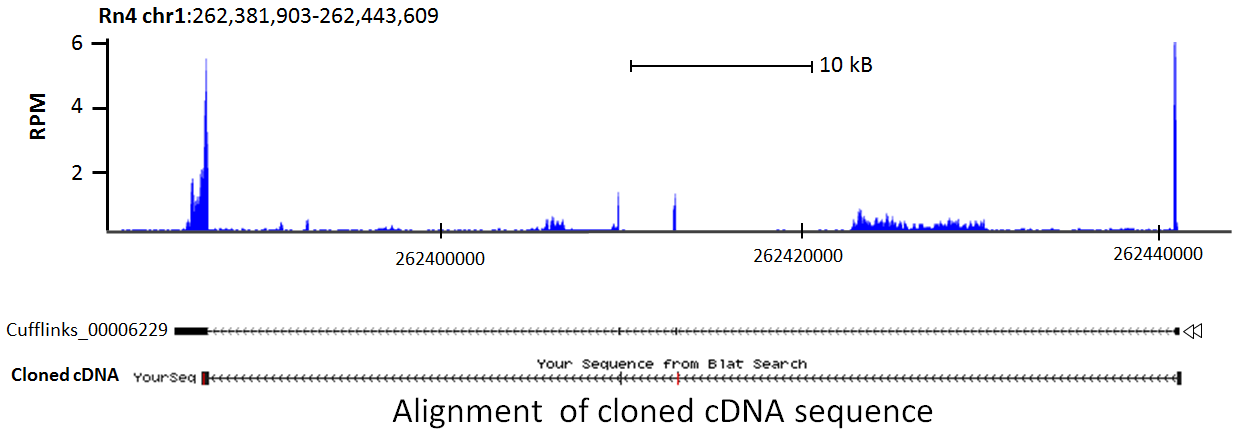 Rn4 chr1:262,381,903-262,443,609
6
10 kB
4
RPM
2
262400000
262420000
262440000
Cufflinks_00006229
Your Sequence from Blat Search
Cloned cDNA YourSeq
Alignment of cloned cDNA sequence